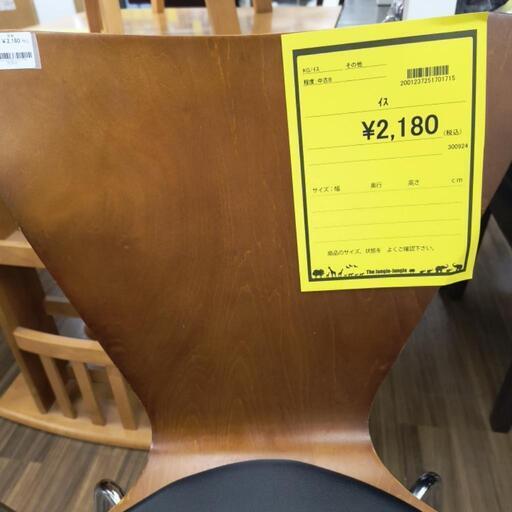 ¥2,180
KG/イス その他
程度:中古B
2001237251701715
イス
¥2,180(税込)
300924
サイズ:幅 奥行 高さ cm
商品のサイズ、状態を よくご確認下さい。
The Jungle-Jungle